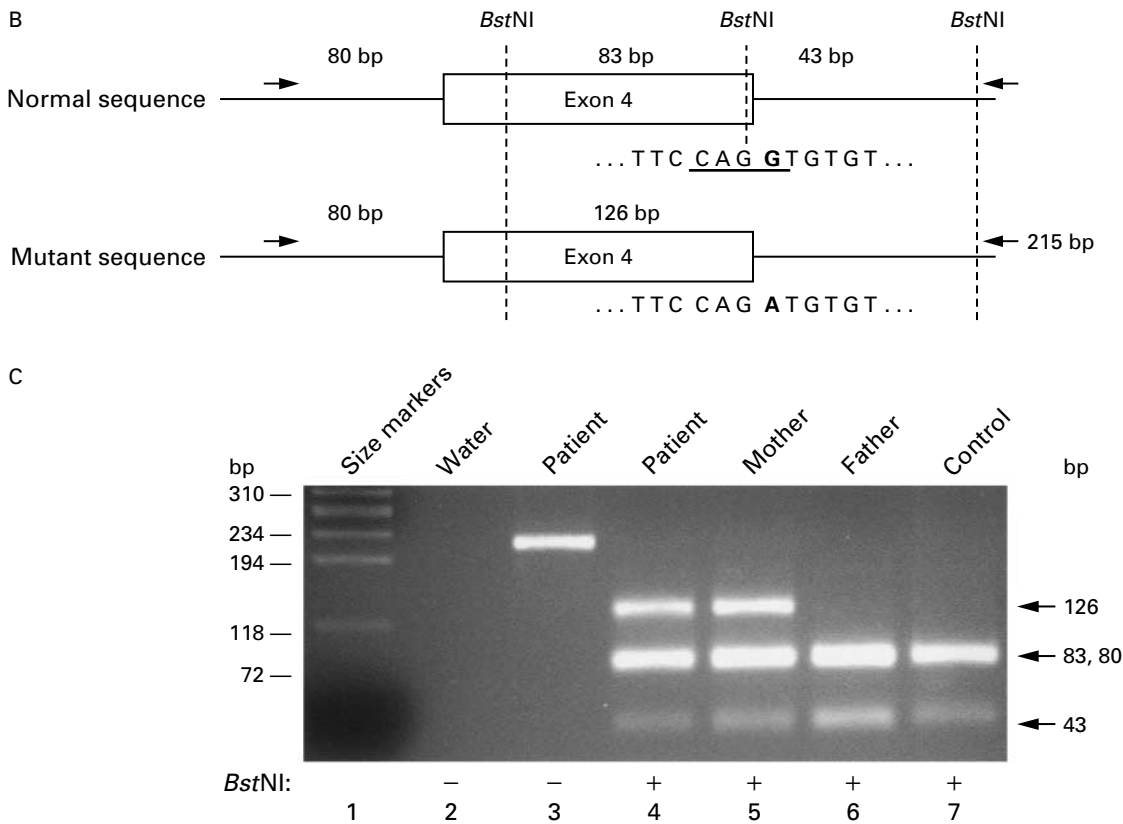 B
BstNI BstNI BstNI
80 bp 83 bp 43 bp
Normal sequence
Exon 4
...TTC CAG GTGTGT...
80 bp 126 bp
Mutant sequence
Exon 4
215 bp
...TTC CAG ATGTGT...
C
Size markers Water Patient Patient Mother Father Control
bp bp
310
234
194
118
72
126
83, 80
43
BstNI: – – + + + +
1 2 3 4 5 6 7